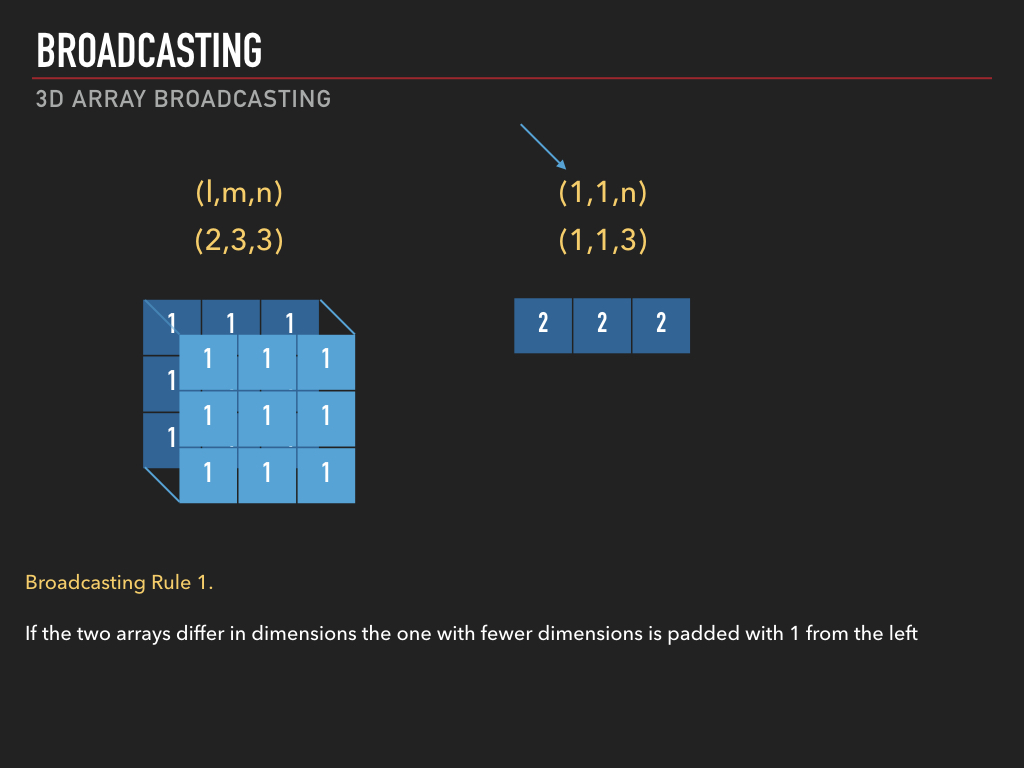 BROADCASTING
3D ARRAY BROADCASTING
(l,m,n) (1,1,n)
(2,3,3) (1,1,3)
1 1 1 2 2 2
1 1 1
1
1 1 1
1
1 1 1
Broadcasting Rule 1.
If the two arrays differ in dimensions the one with fewer dimensions is padded with 1 from the left